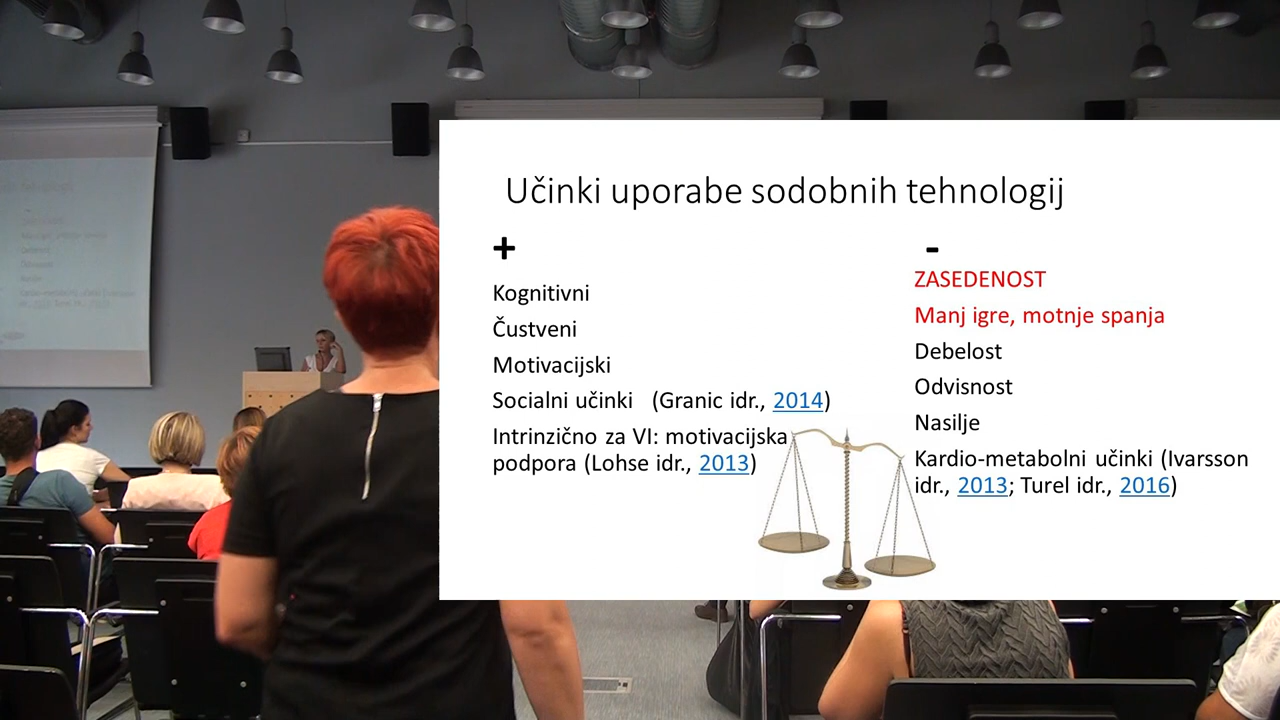 Učinki uporabe sodobnih tehnologij
+
Kognitivni
Čustveni
Motivacijski
Socialni učinki (Granic idr., 2014)
Intrinzično za VI: motivacijska
podpora (Lohse idr., 2013)
-
ZASEDENOST
Manj igre, motnje spanja
Debelost
Odvisnost
Nasilje
Kardio-metabolni učinki (Ivarsson
idr., 2013; Turel idr., 2016)